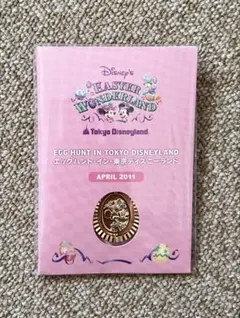 Disney's
EASTER
WONDERLAND
Tokyo Disneyland
EGG HUNT IN TOKYO DISNEYLAND
エッグハント・イン・東京ディズニーランド
APRIL 2011